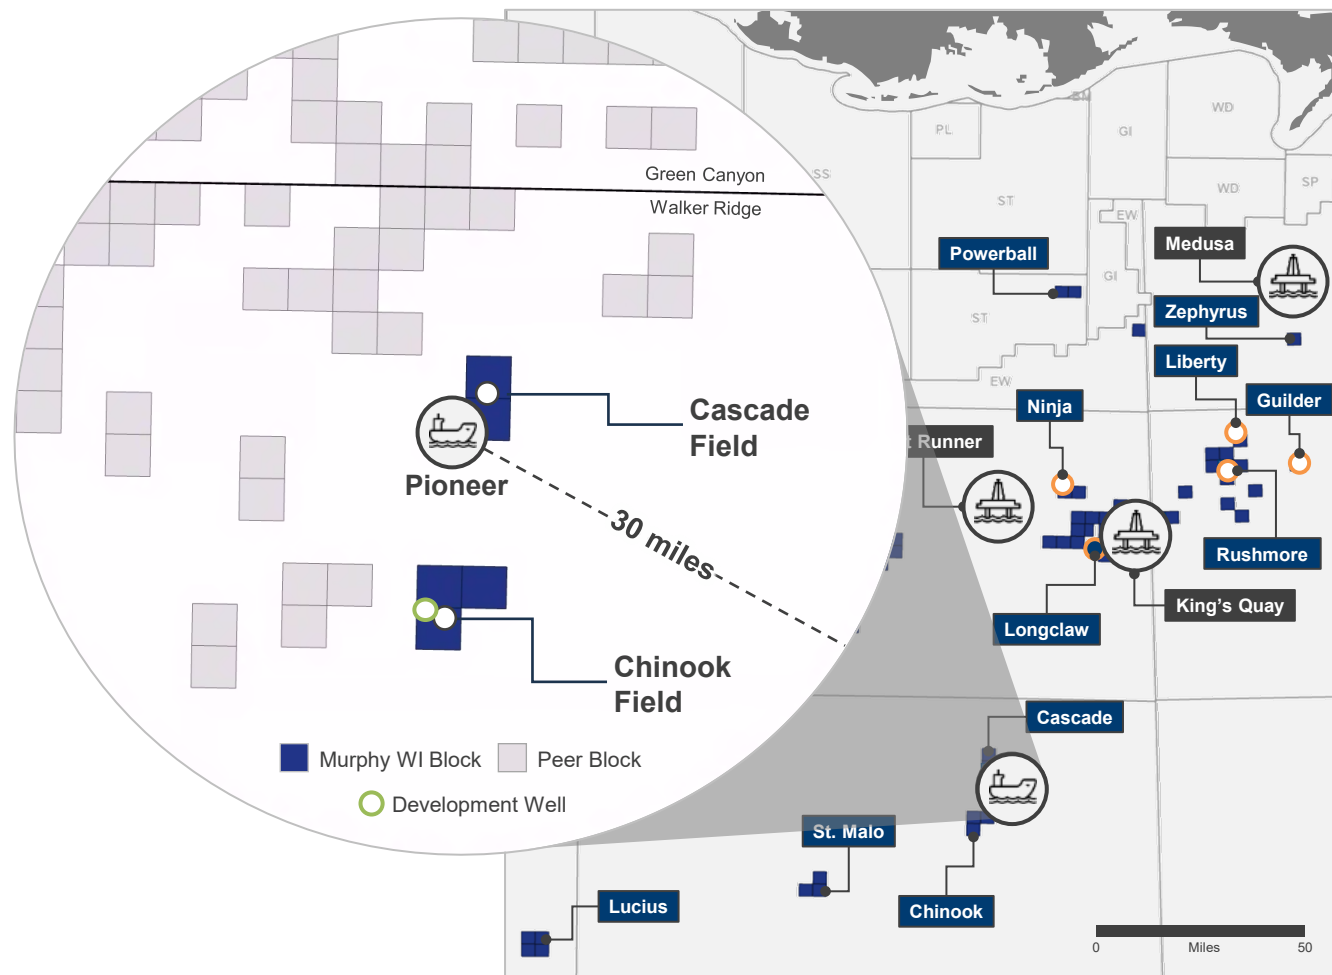 Green Canyon
Walker Ridge
Cascade
Field
Pioneer
30 miles
Chinook
Field
Murphy WI Block
Peer Block
Development Well
SS
PL
GI
WD
WD
SP
ST
EW
GI
ST
EW
Powerball
Medusa
Zephyrus
Liberty
Guilder
Ninja
Runner
Rushmore
King's Quay
Longclaw
Cascade
St. Malo
Chinook
Lucius
0
Miles
50